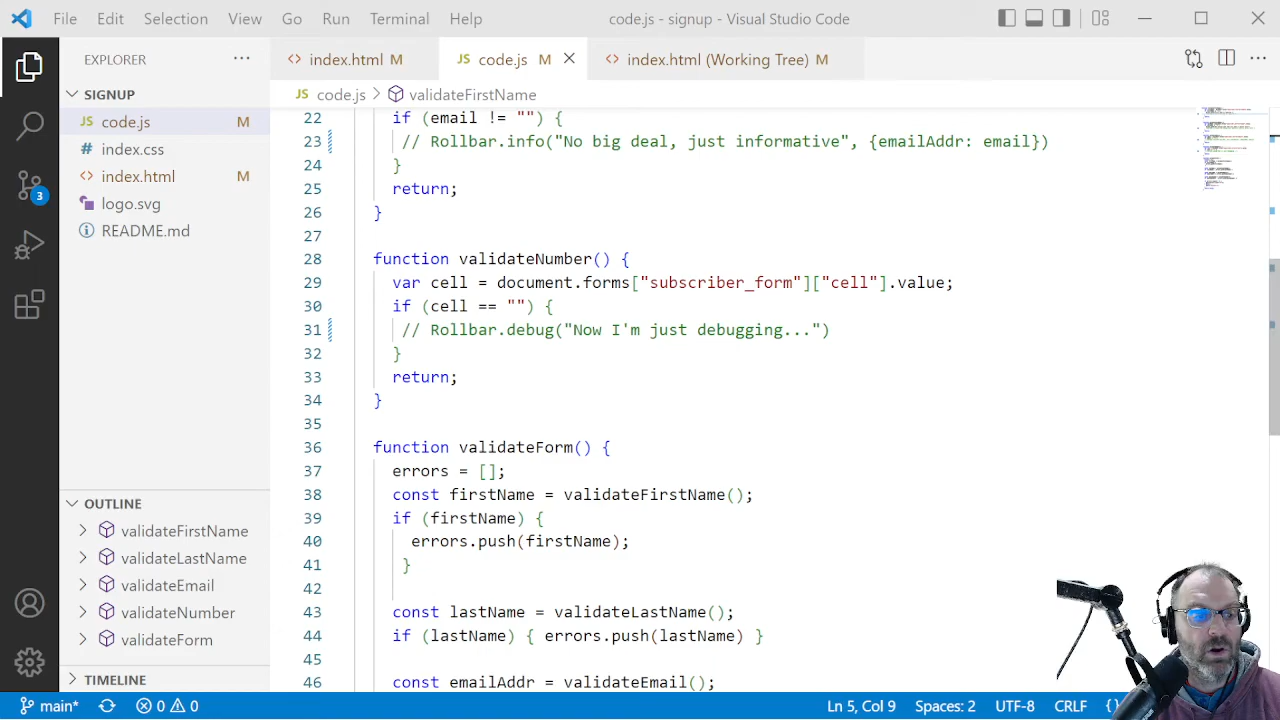 File Edit Selection View Go Run Terminal Help code.js - signup - Visual Studio Code
EXPLORER
SIGNUP
code.js M
index.css
index.html M
logo.svg
README.md
3
OUTLINE
validateFirstName
validateLastName
validateEmail
validateNumber
validateForm
TIMELINE
index.html M
code.js M
index.html (Working Tree) M
code.js > validateFirstName
22 if (email != "") {
23 // Rollbar.info("No big deal, just informative", {emailAddr: email})
24 }
25 return;
26 }
27
28 function validateNumber() {
29 var cell = document.forms["subscriber_form"]["cell"].value;
30 if (cell == "") {
31 // Rollbar.debug("Now I'm just debugging...")
32 }
33 return;
34 }
35
36 function validateForm() {
37 errors = [];
38 const firstName = validateFirstName();
39 if (firstName) {
40 errors.push(firstName);
41 }
42
43 const lastName = validateLastName();
44 if (lastName) { errors.push(lastName) }
45
46 const emailAddr = validateEmail();
main* 0 0 Ln 5, Col 9 Spaces: 2 UTF-8 CRLF {}